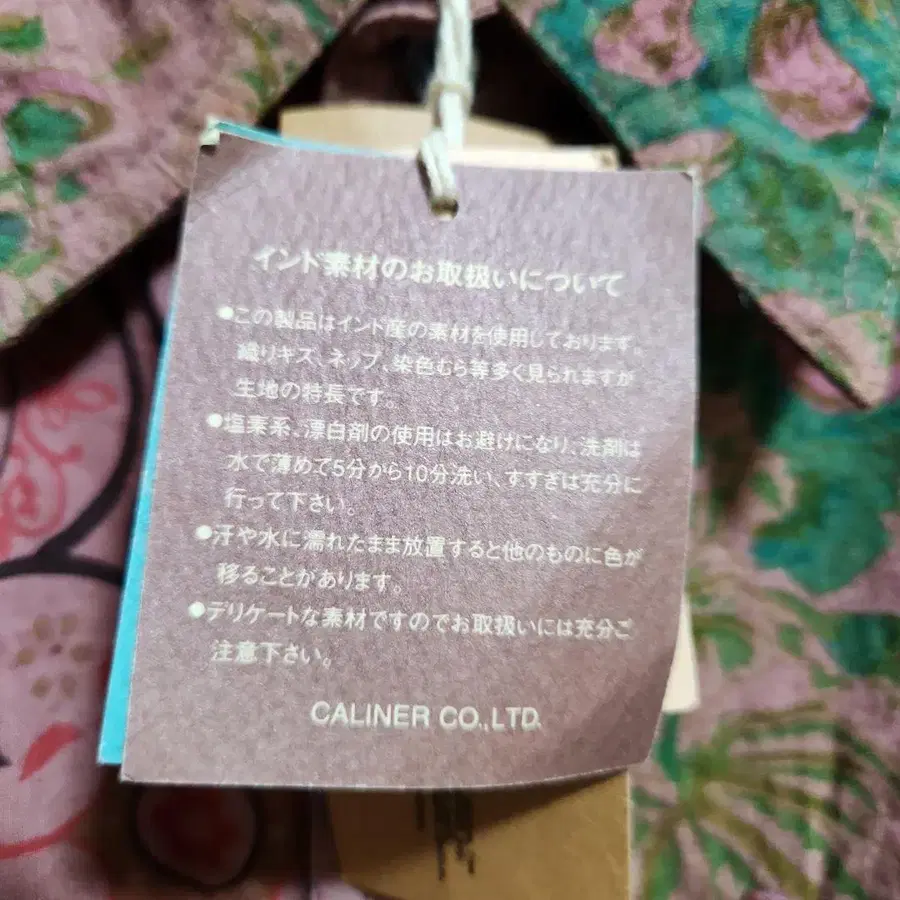 インド素材のお取扱いについて
●この製品はインド産の素材を使用しております。
織りキズ、ネップ、染色むら等多く見られますが
生地の特長です。
●塩素系、漂白剤の使用はお避けになり、洗剤は
水で薄めて5分から10分洗い、すすぎは充分に
行って下さい。
●汗や水に濡れたまま放置すると他のものに色が
移ることがあります。
●デリケートな素材ですのでお取扱いには充分ご
注意下さい。
CALINER CO.,LTD.